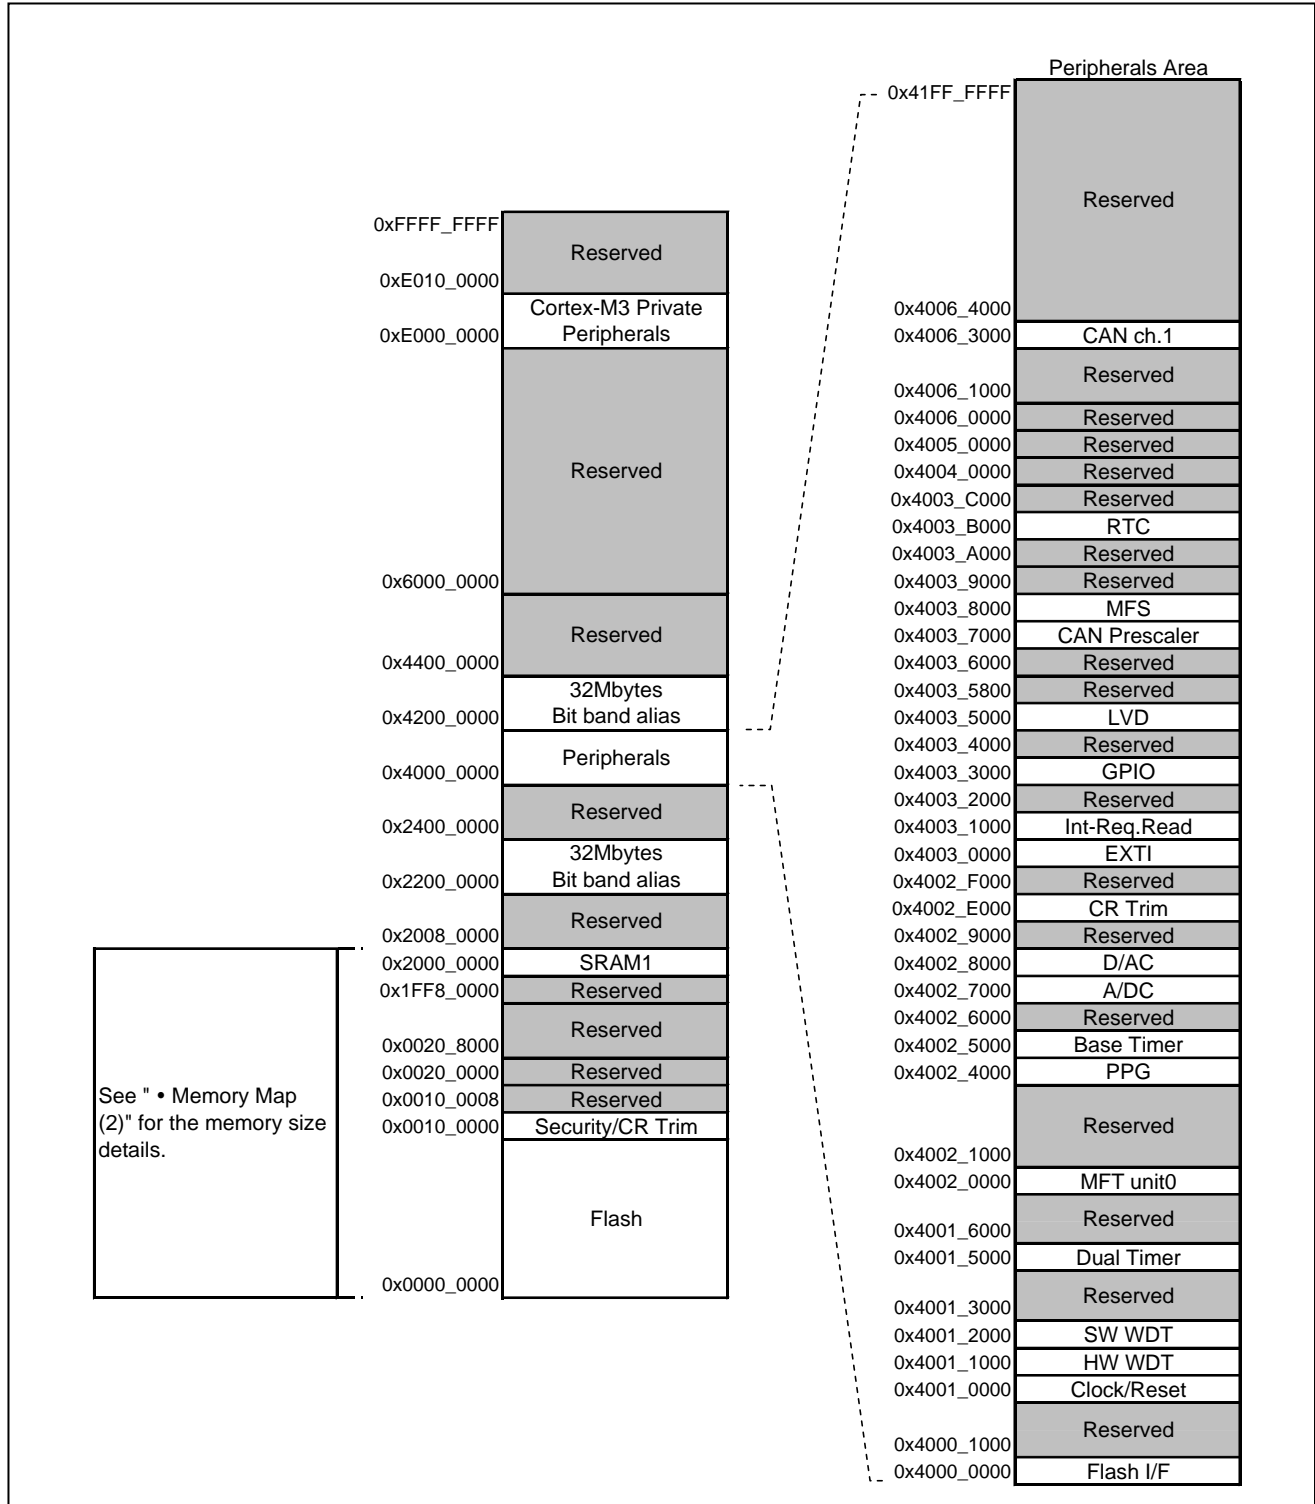 Peripherals Area
0x41FF_FFFF
Reserved
0x4006_4000
0x4006_3000 CAN ch.1
Reserved
0x4006_1000
0x4006_0000 Reserved
0x4005_0000 Reserved
0x4004_0000 Reserved
0x4003_C000 Reserved
0x4003_B000 RTC
0x4003_A000 Reserved
0x4003_9000 Reserved
0x4003_8000 MFS
0x4003_7000 CAN Prescaler
0x4003_6000 Reserved
0x4003_5800 Reserved
0x4003_5000 LVD
0x4003_4000 Reserved
0x4003_3000 GPIO
0x4003_2000 Reserved
0x4003_1000 Int-Req.Read
0x4003_0000 EXTI
0x4002_F000 Reserved
0x4002_E000 CR Trim
0x4002_9000 Reserved
0x4002_8000 D/AC
0x4002_7000 A/DC
0x4002_6000 Reserved
0x4002_5000 Base Timer
0x4002_4000 PPG
Reserved
0x4002_1000
0x4002_0000 MFT unit0
Reserved
0x4001_6000
0x4001_5000 Dual Timer
Reserved
0x4001_3000
0x4001_2000 SW WDT
0x4001_1000 HW WDT
0x4001_0000 Clock/Reset
Reserved
0x4000_1000
0x4000_0000 Flash I/F
0xFFFF_FFFF
Reserved
0xE010_0000
Cortex-M3 Private
0xE000_0000 Peripherals
Reserved
0x6000_0000
Reserved
0x4400_0000
32Mbytes
0x4200_0000 Bit band alias
Peripherals
0x4000_0000
Reserved
0x2400_0000
32Mbytes
0x2200_0000 Bit band alias
Reserved
0x2008_0000
0x2000_0000 SRAM1
0x1FF8_0000 Reserved
Reserved
0x0020_8000
0x0020_0000 Reserved
0x0010_0008 Reserved
0x0010_0000 Security/CR Trim
Flash
0x0000_0000
See " • Memory Map
(2)" for the memory size
details.